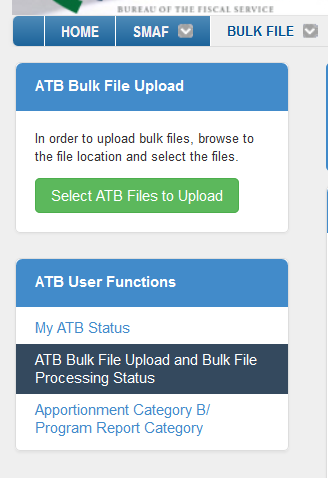 BUREAU OF THE FISCAL SERVICE
HOME SMAF BULK FILE
ATB Bulk File Upload
In order to upload bulk files, browse to
the file location and select the files.
Select ATB Files to Upload
ATB User Functions
My ATB Status
ATB Bulk File Upload and Bulk File
Processing Status
Apportionment Category B/
Program Report Category